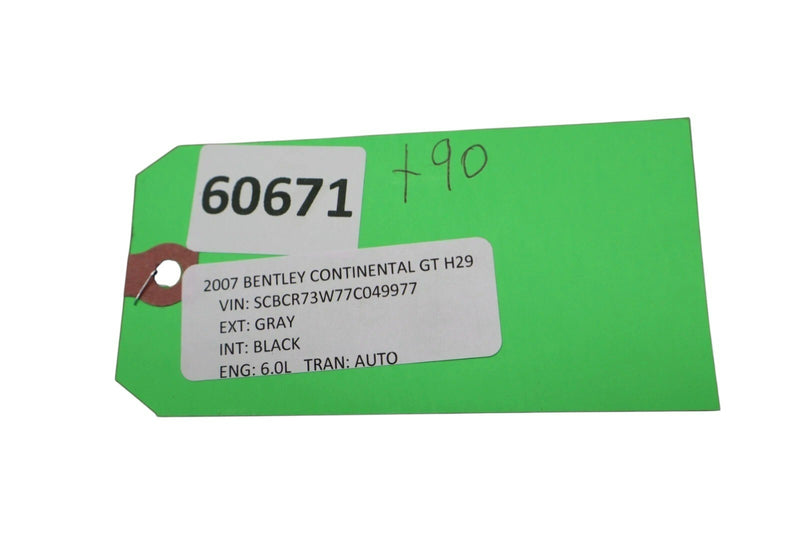 60671
+90
2007 BENTLEY CONTINENTAL GT H29
VIN: SCBCR73W77C049977
EXT: GRAY
INT: BLACK
ENG: 6.0L TRAN: AUTO